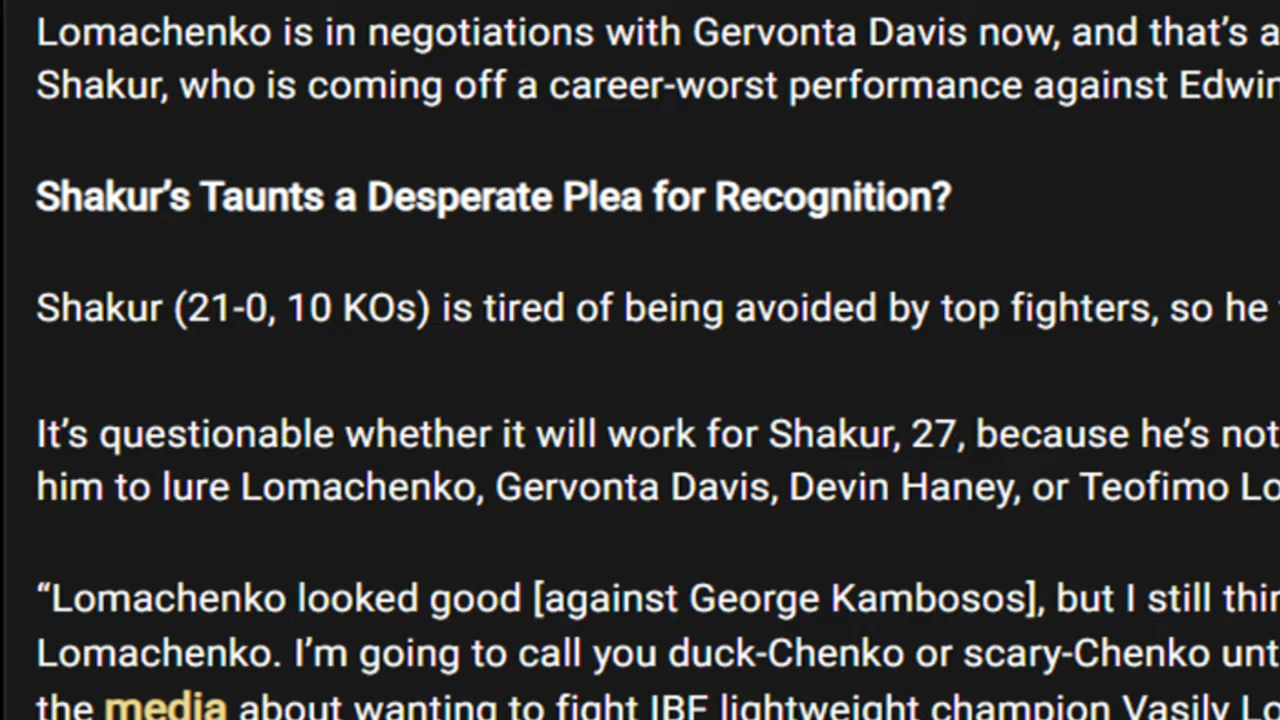 Lomachenko is in negotiations with Gervonta Davis now, and that’s a
Shakur, who is coming off a career-worst performance against Edwin
Shakur’s Taunts a Desperate Plea for Recognition?
Shakur (21-0, 10 KOs) is tired of being avoided by top fighters, so he
It’s questionable whether it will work for Shakur, 27, because he’s not
him to lure Lomachenko, Gervonta Davis, Devin Haney, or Teofimo Lo
“Lomachenko looked good [against George Kambosos], but I still thin
Lomachenko. I’m going to call you duck-Chenko or scary-Chenko unt
the media about wanting to fight IBF lightweight champion Vasily Lo